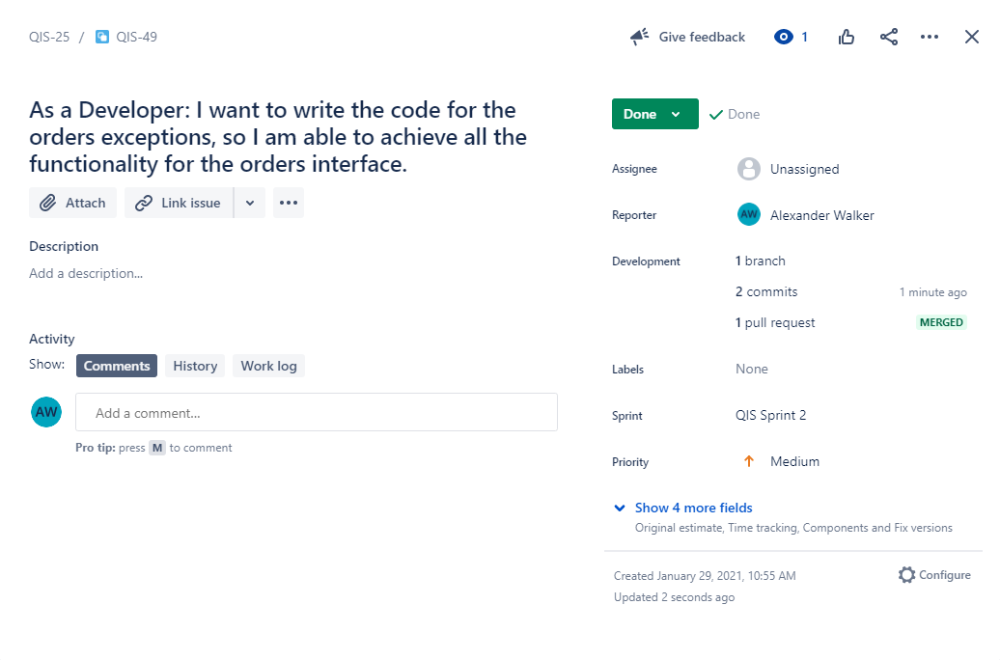 QIS-25 / QIS-49
Give feedback 1
As a Developer: I want to write the code for the
orders exceptions, so I am able to achieve all the
functionality for the orders interface.
Attach Link issue
Description
Add a description...
Activity
Show: Comments History Work log
AW Add a comment...
Pro tip: press M to comment
Done Done
Assignee Unassigned
Reporter AW Alexander Walker
Development 1 branch
2 commits 1 minute ago
1 pull request MERGED
Labels None
Sprint QIS Sprint 2
Priority Medium
Show 4 more fields
Original estimate, Time tracking, Components and Fix versions
Created January 29, 2021, 10:55 AM Configure
Updated 2 seconds ago